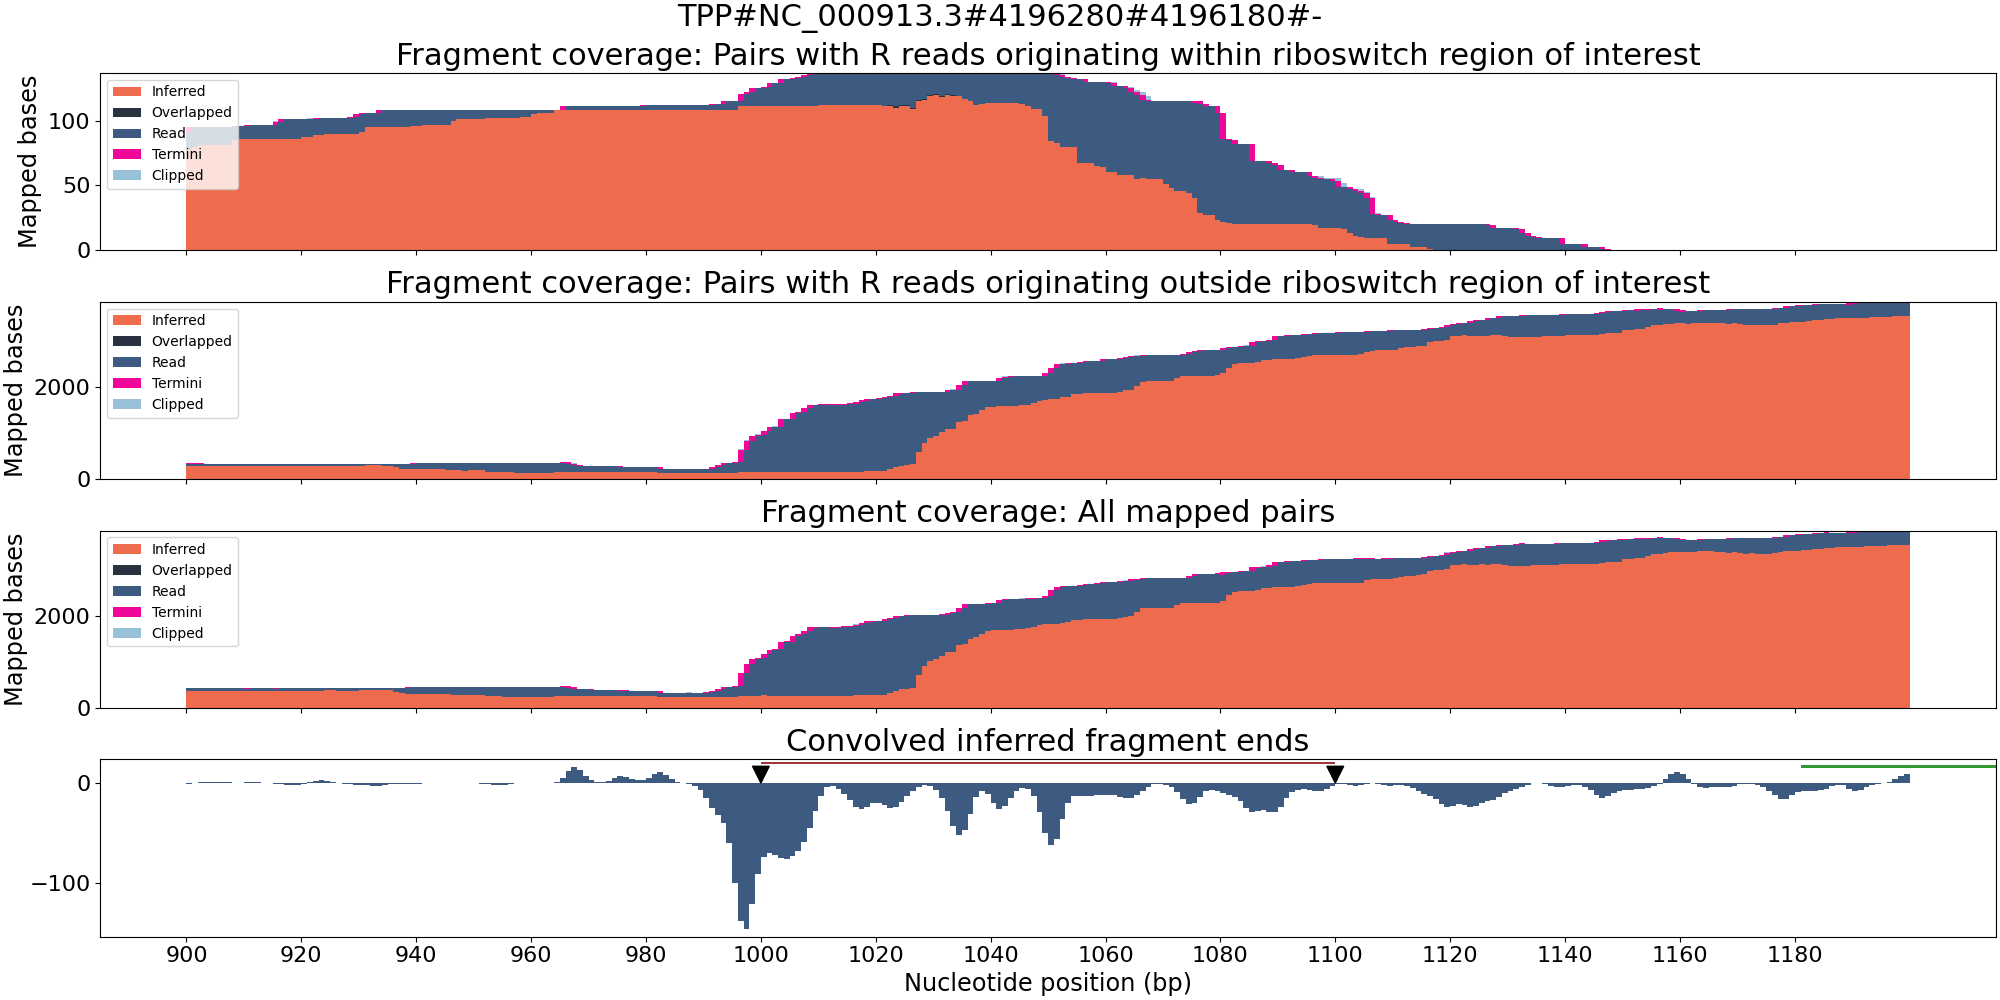 TPP#NC_000913.3#4196280#4196180#-
Fragment coverage: Pairs with R reads originating within riboswitch region of interest
Mapped bases
100
50
0
Inferred
Overlapped
Read
Termini
Clipped
Fragment coverage: Pairs with R reads originating outside riboswitch region of interest
Mapped bases
2000
0
Inferred
Overlapped
Read
Termini
Clipped
Fragment coverage: All mapped pairs
Mapped bases
2000
0
Inferred
Overlapped
Read
Termini
Clipped
Convolved inferred fragment ends
0
−100
900 920 940 960 980 1000 1020 1040 1060 1080 1100 1120 1140 1160 1180
Nucleotide position (bp)